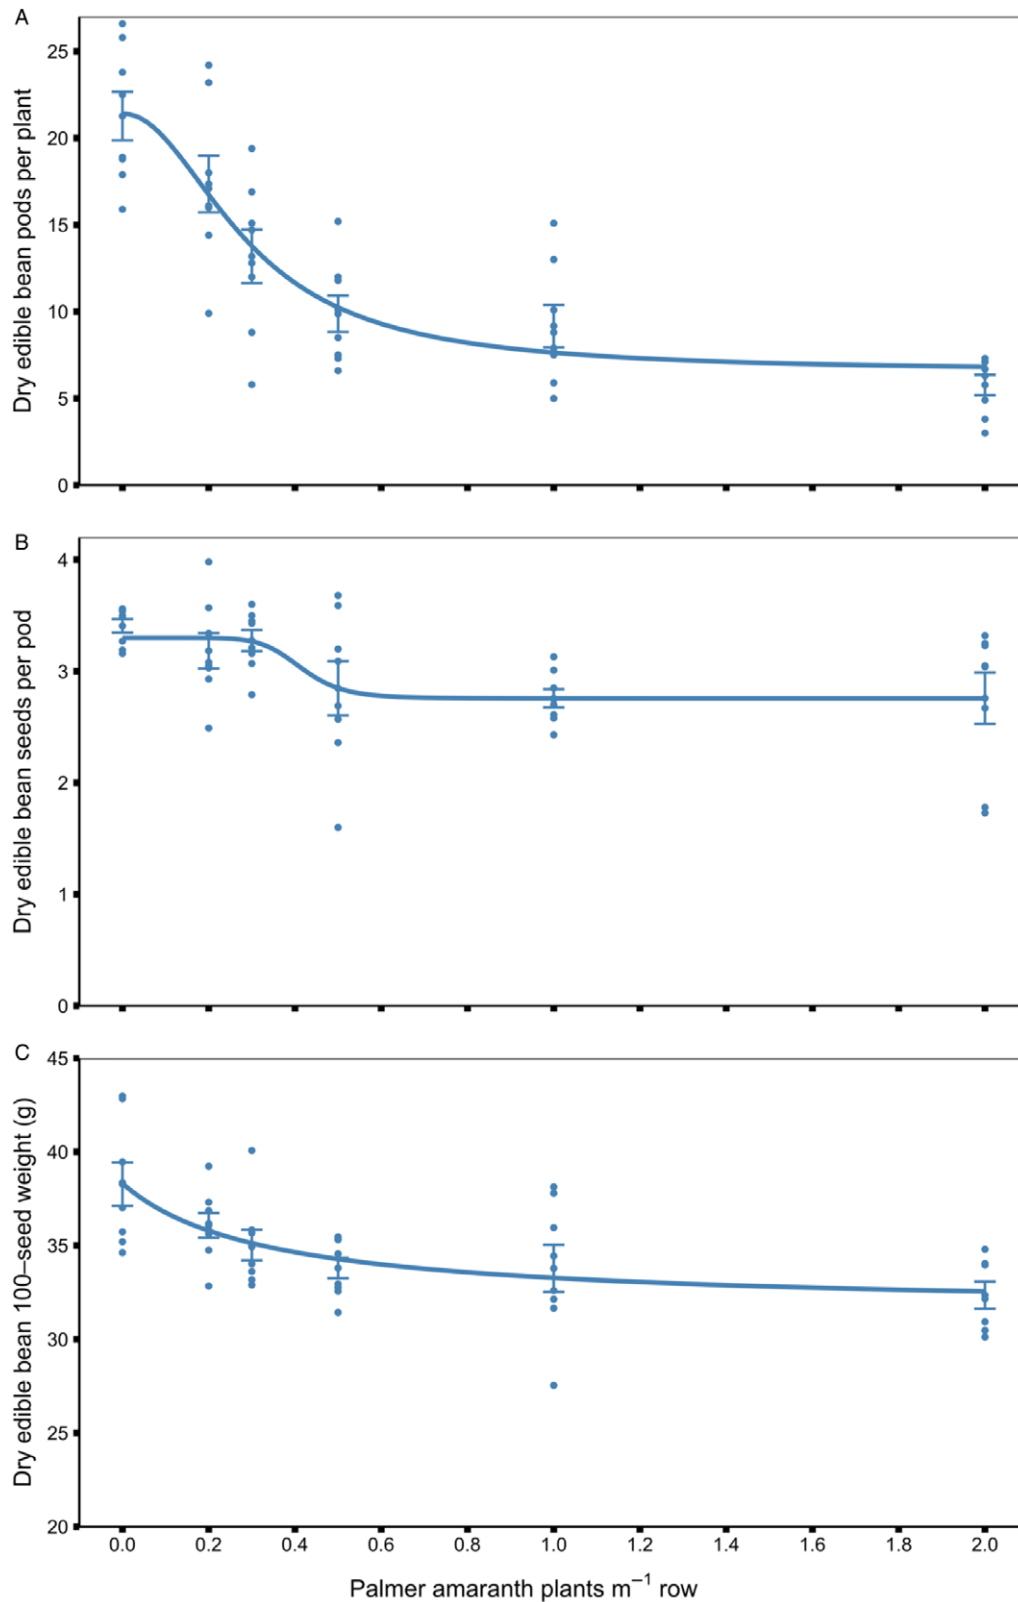 A
Dry edible bean pods per plant
25
20
15
10
5
0
B
Dry edible bean seeds per pod
4
3
2
1
0
C
Dry edible bean 100–seed weight (g)
45
40
35
30
25
20
0.0 0.2 0.4 0.6 0.8 1.0 1.2 1.4 1.6 1.8 2.0
Palmer amaranth plants m⁻¹ row